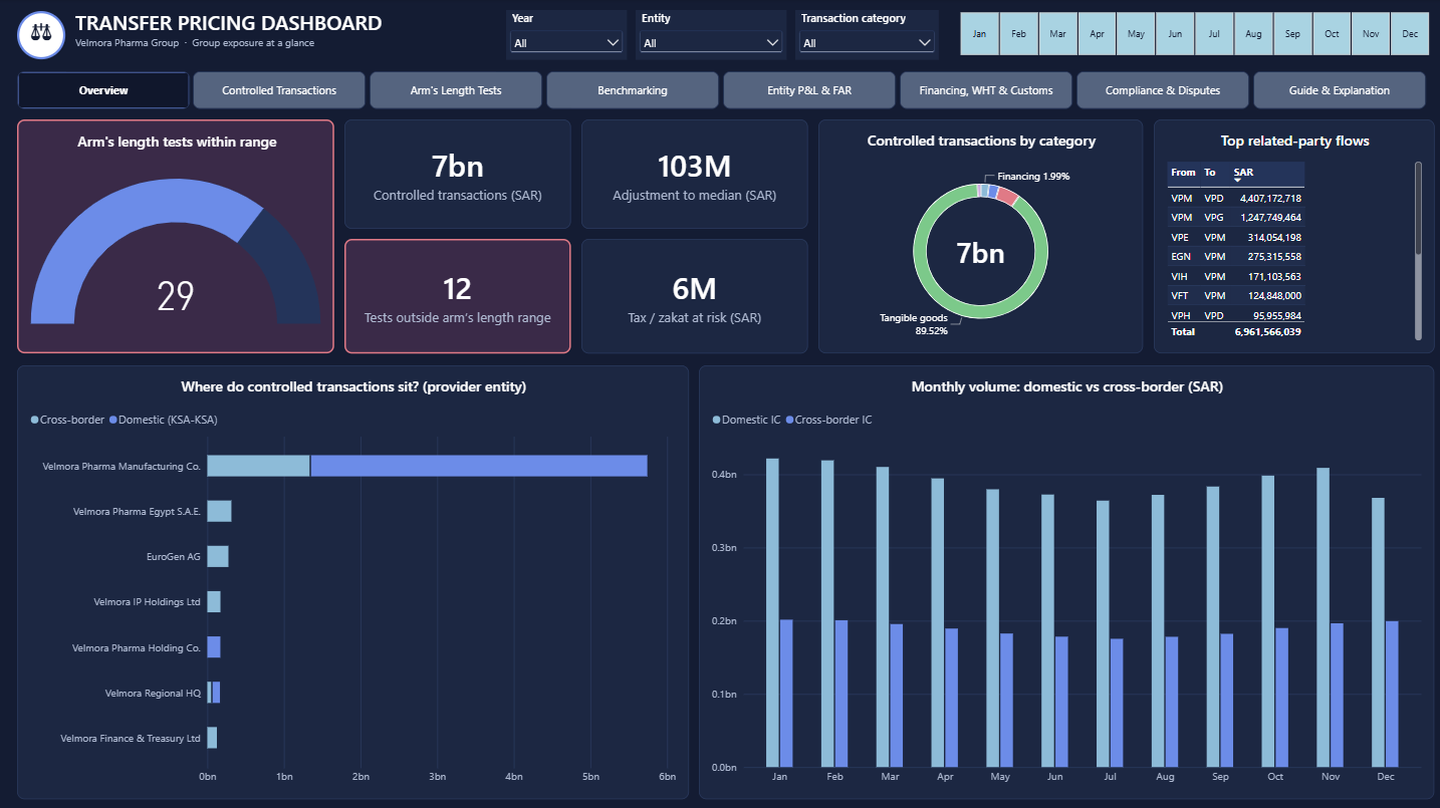 TRANSFER PRICING DASHBOARD
Velmora Pharma Group · Group exposure at a glance
Year
All
Entity
All
Transaction category
All
Jan Feb Mar Apr May Jun Jul Aug Sep Oct Nov Dec
Overview
Controlled Transactions
Arm's Length Tests
Benchmarking
Entity P&L & FAR
Financing, WHT & Customs
Compliance & Disputes
Guide & Explanation
Arm's length tests within range
29
7bn
Controlled transactions (SAR)
103M
Adjustment to median (SAR)
12
Tests outside arm's length range
6M
Tax / zakat at risk (SAR)
Controlled transactions by category
Financing 1.99%
7bn
Tangible goods
89.52%
Top related-party flows
From To SAR
VPM VPD 4,407,172,718
VPM VPG 1,247,749,464
VPE VPM 314,054,198
EGN VPM 275,315,558
VIH VPM 171,103,563
VFT VPM 124,848,000
VPH VPD 95,955,984
Total 6,961,566,039
Where do controlled transactions sit? (provider entity)
Cross-border Domestic (KSA-KSA)
Velmora Pharma Manufacturing Co.
Velmora Pharma Egypt S.A.E.
EuroGen AG
Velmora IP Holdings Ltd
Velmora Pharma Holding Co.
Velmora Regional HQ
Velmora Finance & Treasury Ltd
0bn 1bn 2bn 3bn 4bn 5bn 6bn
Monthly volume: domestic vs cross-border (SAR)
Domestic IC Cross-border IC
0.4bn
0.3bn
0.2bn
0.1bn
0.0bn
Jan Feb Mar Apr May Jun Jul Aug Sep Oct Nov Dec